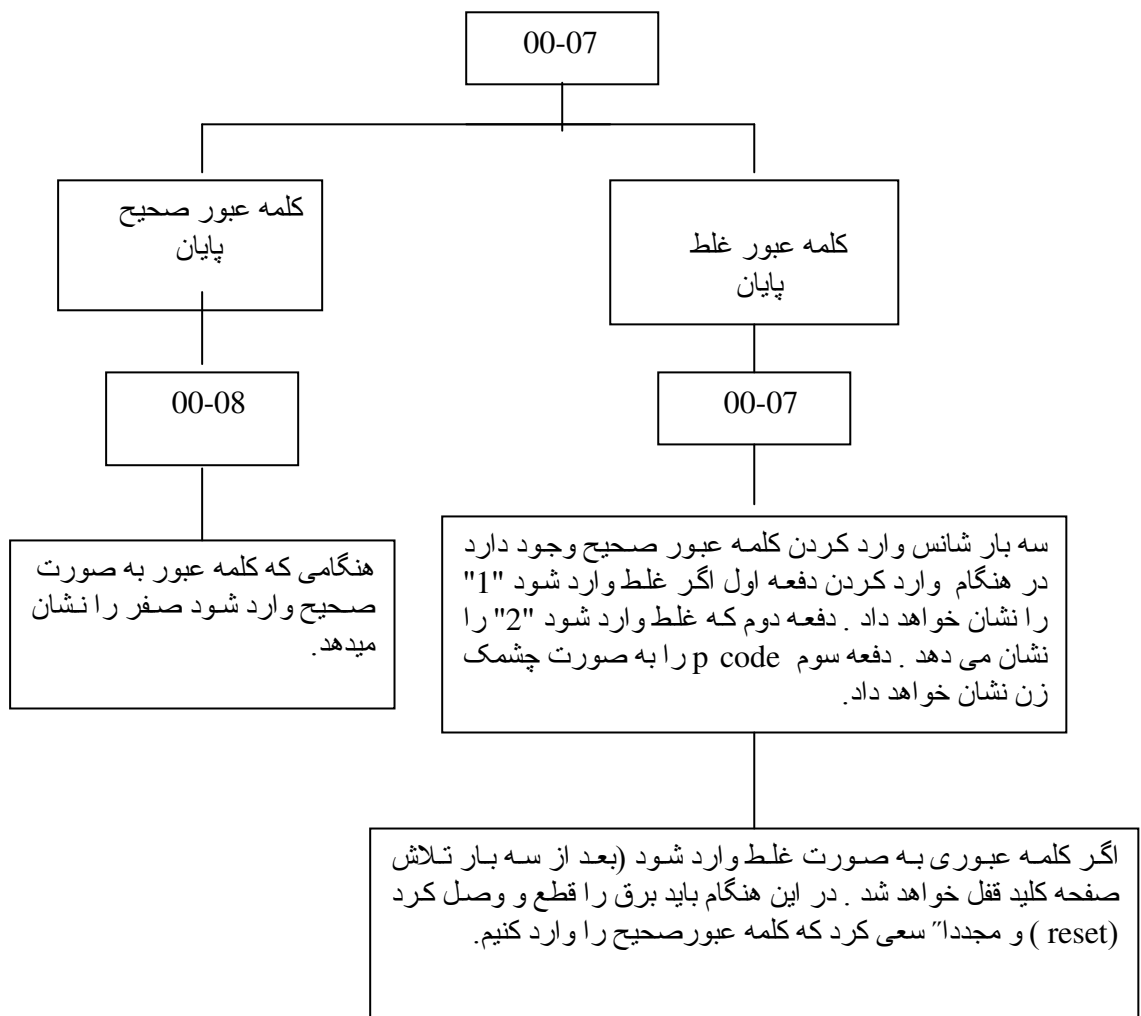 00-07
کلمه عبور صحیح
پایان
کلمه عبور غلط
پایان
00-08
00-07
هنگامی که کلمه عبور به صورت
صحیح وارد شود صفر را نشان
میدهد.
سه بار شانس وارد کردن کلمه عبور صحیح وجود دارد
در هنگام وارد کردن دفعه اول اگر غلط وارد شود "1"
را نشان خواهد داد . دفعه دوم که غلط وارد شود "2" را
نشان می دهد . دفعه سوم p code را به صورت چشمک
زن نشان خواهد داد.
اگر کلمه عبوری به صورت غلط وارد شود (بعد از سه بار تلاش
صفحه کلید قفل خواهد شد . در این هنگام باید برق را قطع و وصل کرد
(reset ) و مجددا˝ سعی کرد که کلمه عبورصحیح را وارد کنیم.